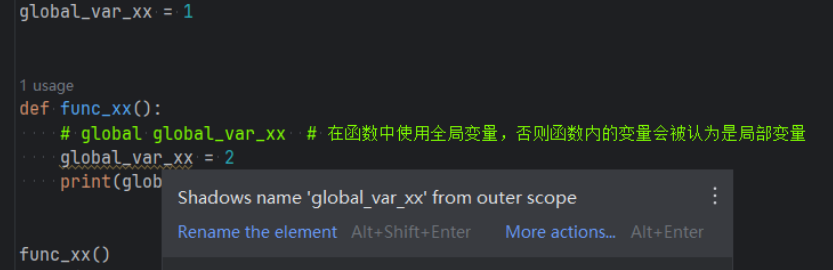 global_var_xx = 1
1 usage
def func_xx():
# global global_var_xx # 在函数中使用全局变量，否则函数内的变量会被认为是局部变量
global_var_xx = 2
print(glob
Shadows name 'global_var_xx' from outer scope
Rename the element Alt+Shift+Enter More actions... Alt+Enter
func_xx()